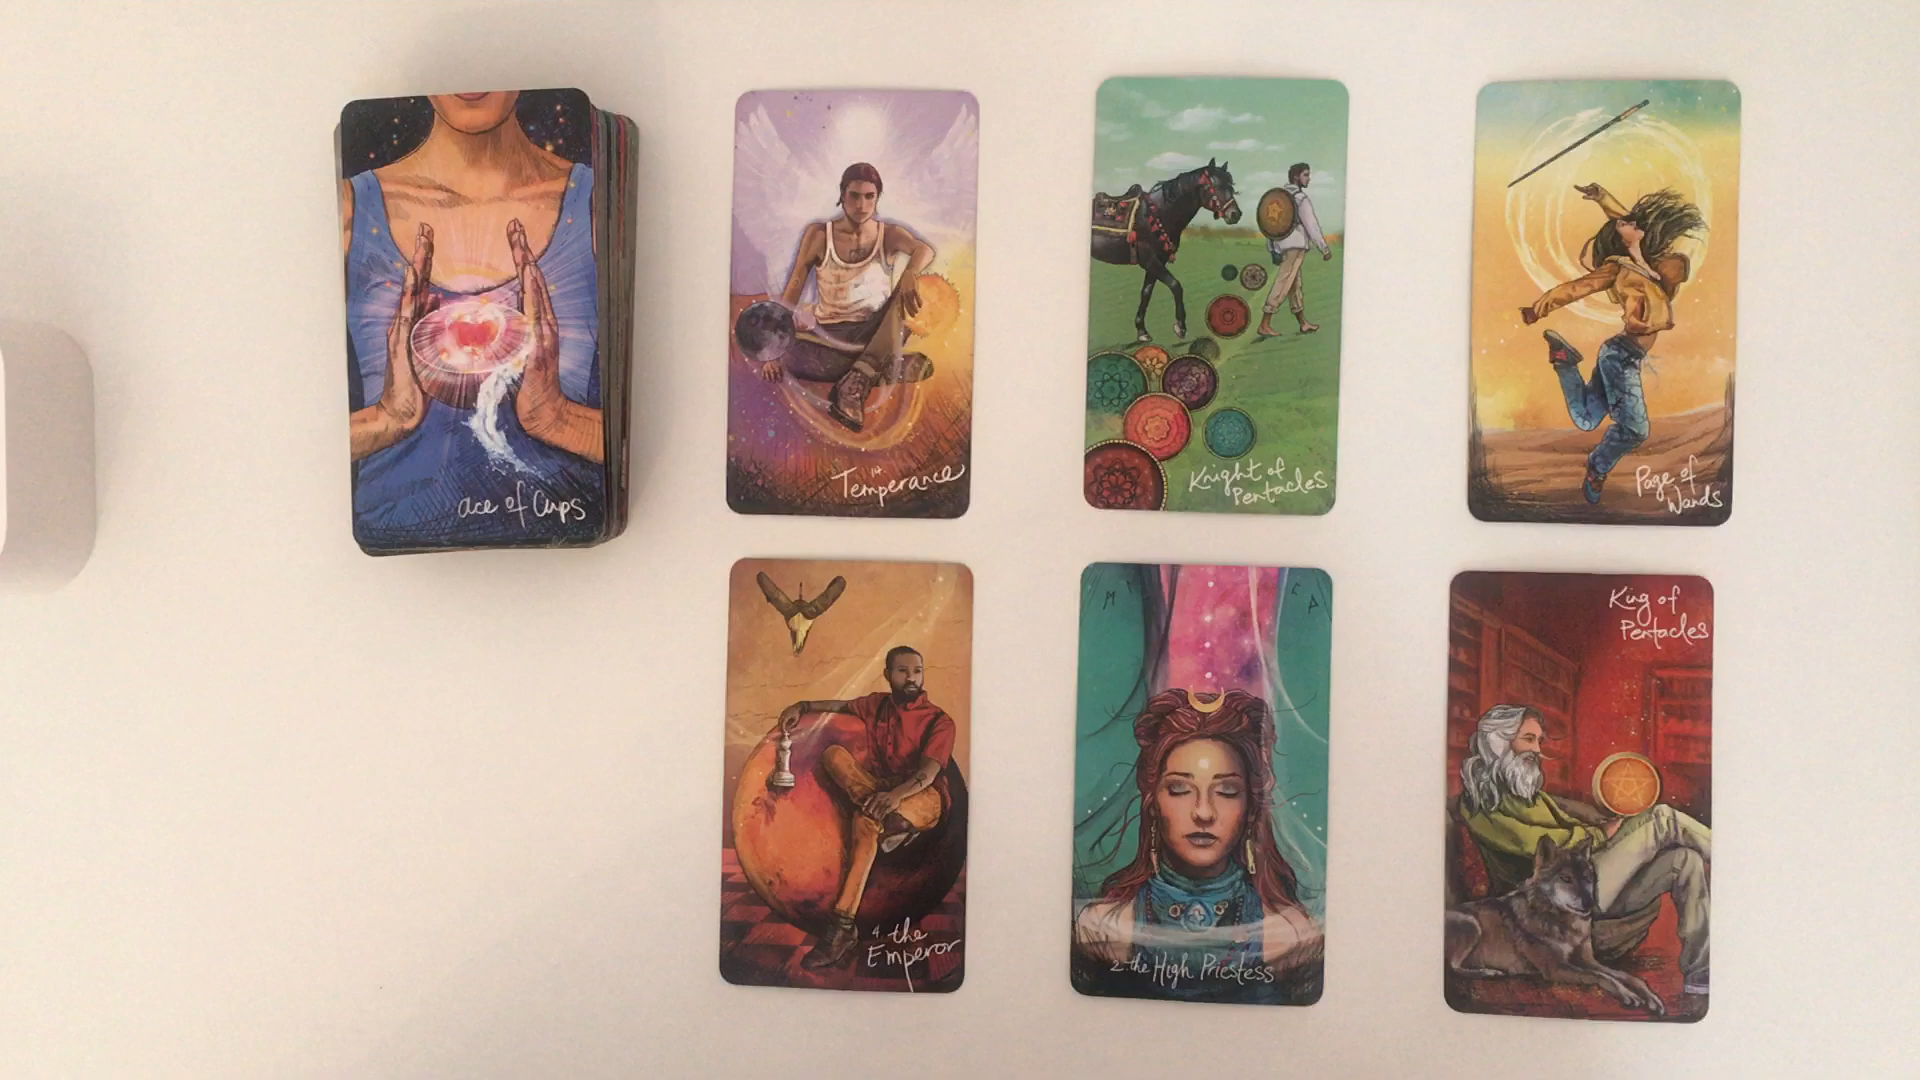 ace of Cups
14
Temperance
Knight of
Pentacles
Page of
Wands
4 the
Emperor
2 the High Priestess
King of
Pentacles